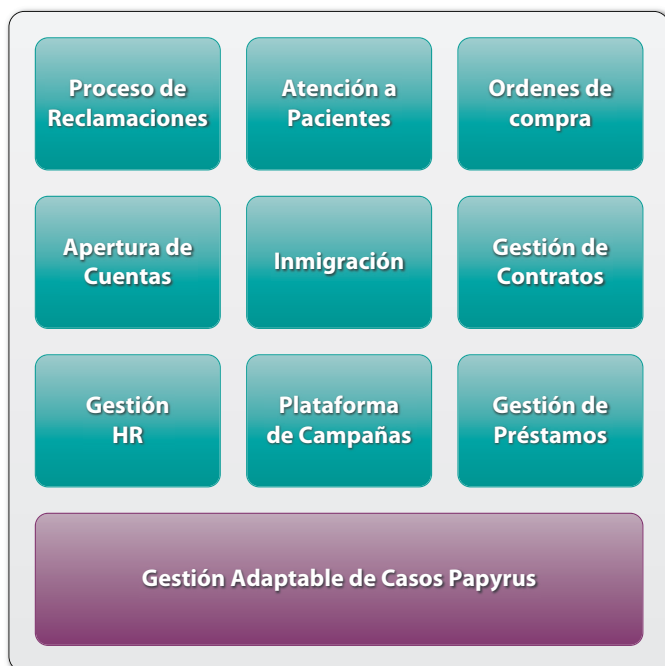 Proceso de
Reclamaciones
Atención a
Pacientes
Ordenes de
compra
Apertura de
Cuentas
Inmigración
Gestión de
Contratos
Gestión
HR
Plataforma
de Campañas
Gestión de
Préstamos
Gestión Adaptable de Casos Papyrus